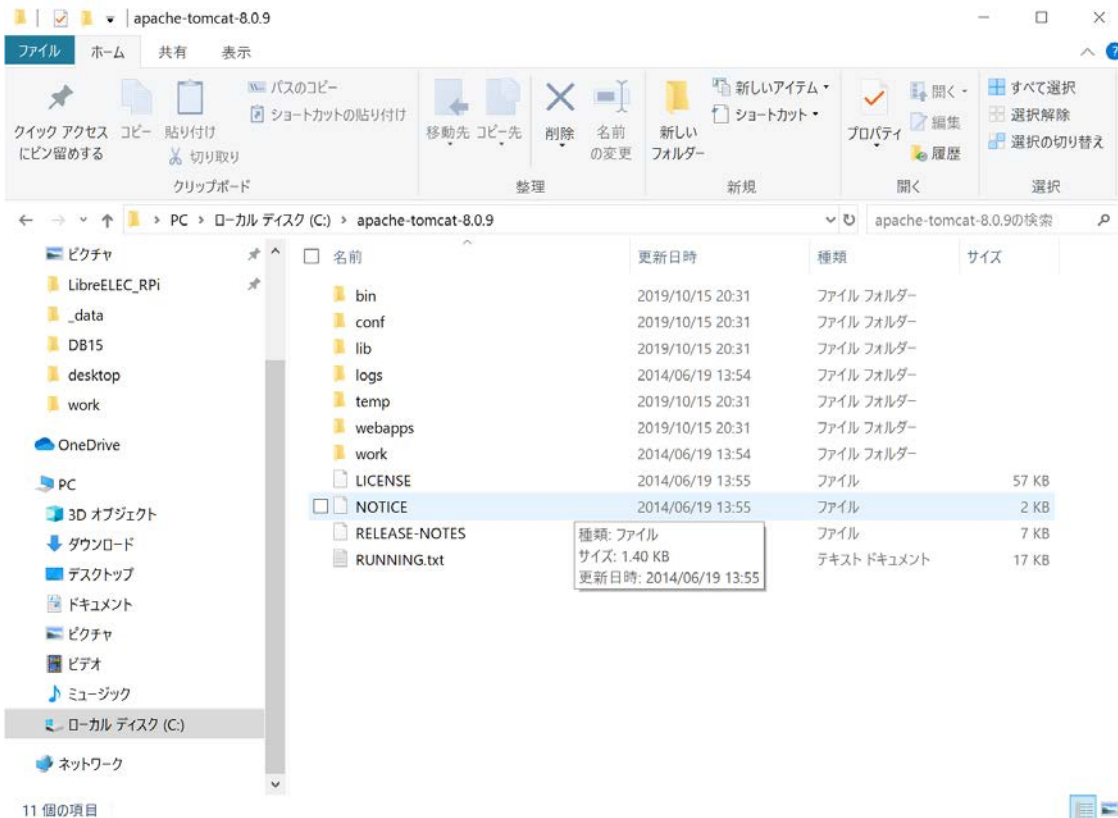 apache-tomcat-8.0.9
ファイル ホーム 共有 表示
クイック アクセス
にピン留めする
コピー
貼り付け
パスのコピー
ショートカットの貼り付け
切り取り
クリップボード
移動先
コピー先
削除
名前
の変更
整理
新しい
フォルダー
新しいアイテム
ショートカット
新規
プロパティ
開く
編集
履歴
開く
すべて選択
選択解除
選択の切り替え
選択
PC › ローカル ディスク (C:) › apache-tomcat-8.0.9
apache-tomcat-8.0.9の検索
ピクチャ
LibreELEC_RPi
_data
DB15
desktop
work
OneDrive
PC
3D オブジェクト
ダウンロード
デスクトップ
ドキュメント
ピクチャ
ビデオ
ミュージック
ローカル ディスク (C:)
ネットワーク
名前 更新日時 種類 サイズ
bin 2019/10/15 20:31 ファイル フォルダー
conf 2019/10/15 20:31 ファイル フォルダー
lib 2019/10/15 20:31 ファイル フォルダー
logs 2014/06/19 13:54 ファイル フォルダー
temp 2019/10/15 20:31 ファイル フォルダー
webapps 2019/10/15 20:31 ファイル フォルダー
work 2014/06/19 13:54 ファイル フォルダー
LICENSE 2014/06/19 13:55 ファイル 57 KB
NOTICE 2014/06/19 13:55 ファイル 2 KB
RELEASE-NOTES ファイル 7 KB
RUNNING.txt テキスト ドキュメント 17 KB
種類: ファイル
サイズ: 1.40 KB
更新日時: 2014/06/19 13:55
11 個の項目